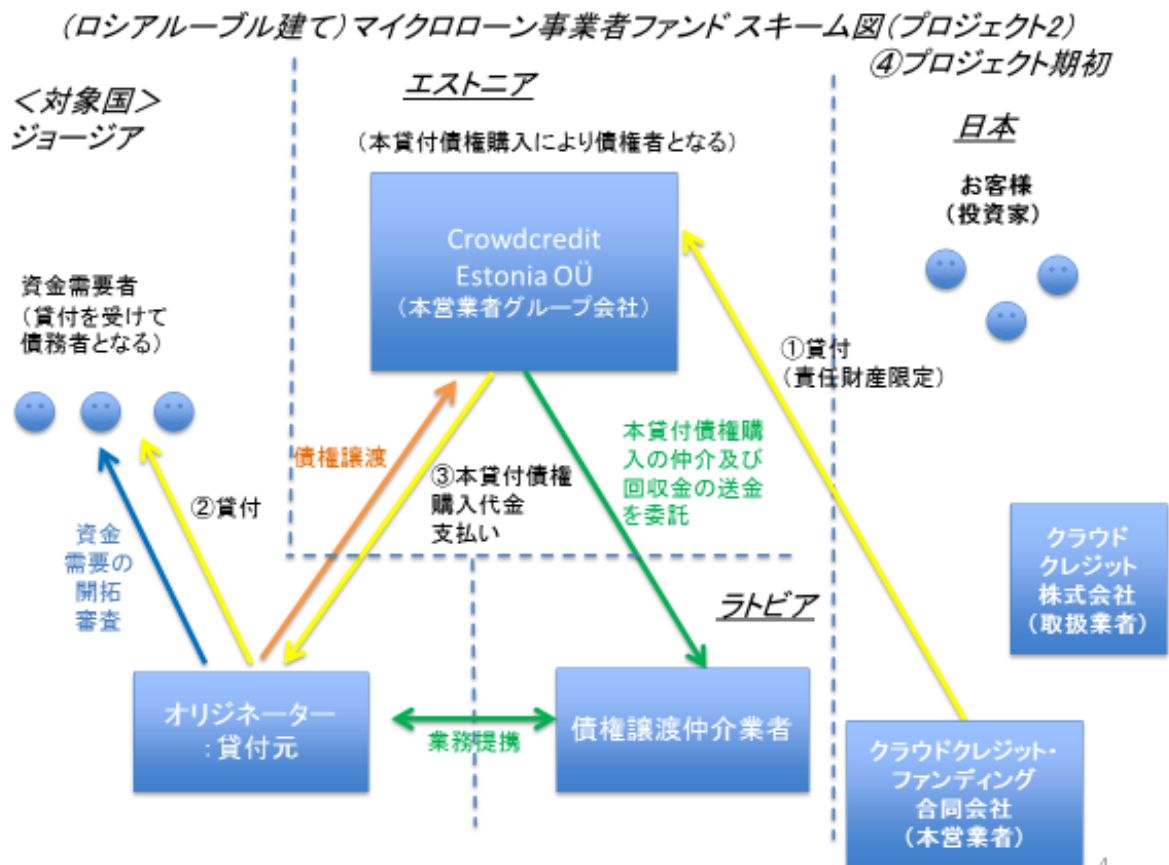 (ロシアルーブル建て)マイクロローン事業者ファンド スキーム図(プロジェクト2)
④プロジェクト期初
<対象国>
ジョージア
エストニア
(本貸付債権購入により債権者となる)
日本
お客様
(投資家)
Crowdcredit
Estonia OÜ
(本営業者グループ会社)
資金需要者
(貸付を受けて
債務者となる)
①貸付
(責任財産限定)
債権譲渡
③本貸付債権
購入代金
支払い
本貸付債権購
入の仲介及び
回収金の送金
を委託
②貸付
資金
需要の
開拓
審査
クラウド
クレジット
株式会社
(取扱業者)
ラトビア
オリジネーター
:貸付元
業務提携
債権譲渡仲介業者
クラウドクレジット・
ファンディング
合同会社
(本営業者)
4